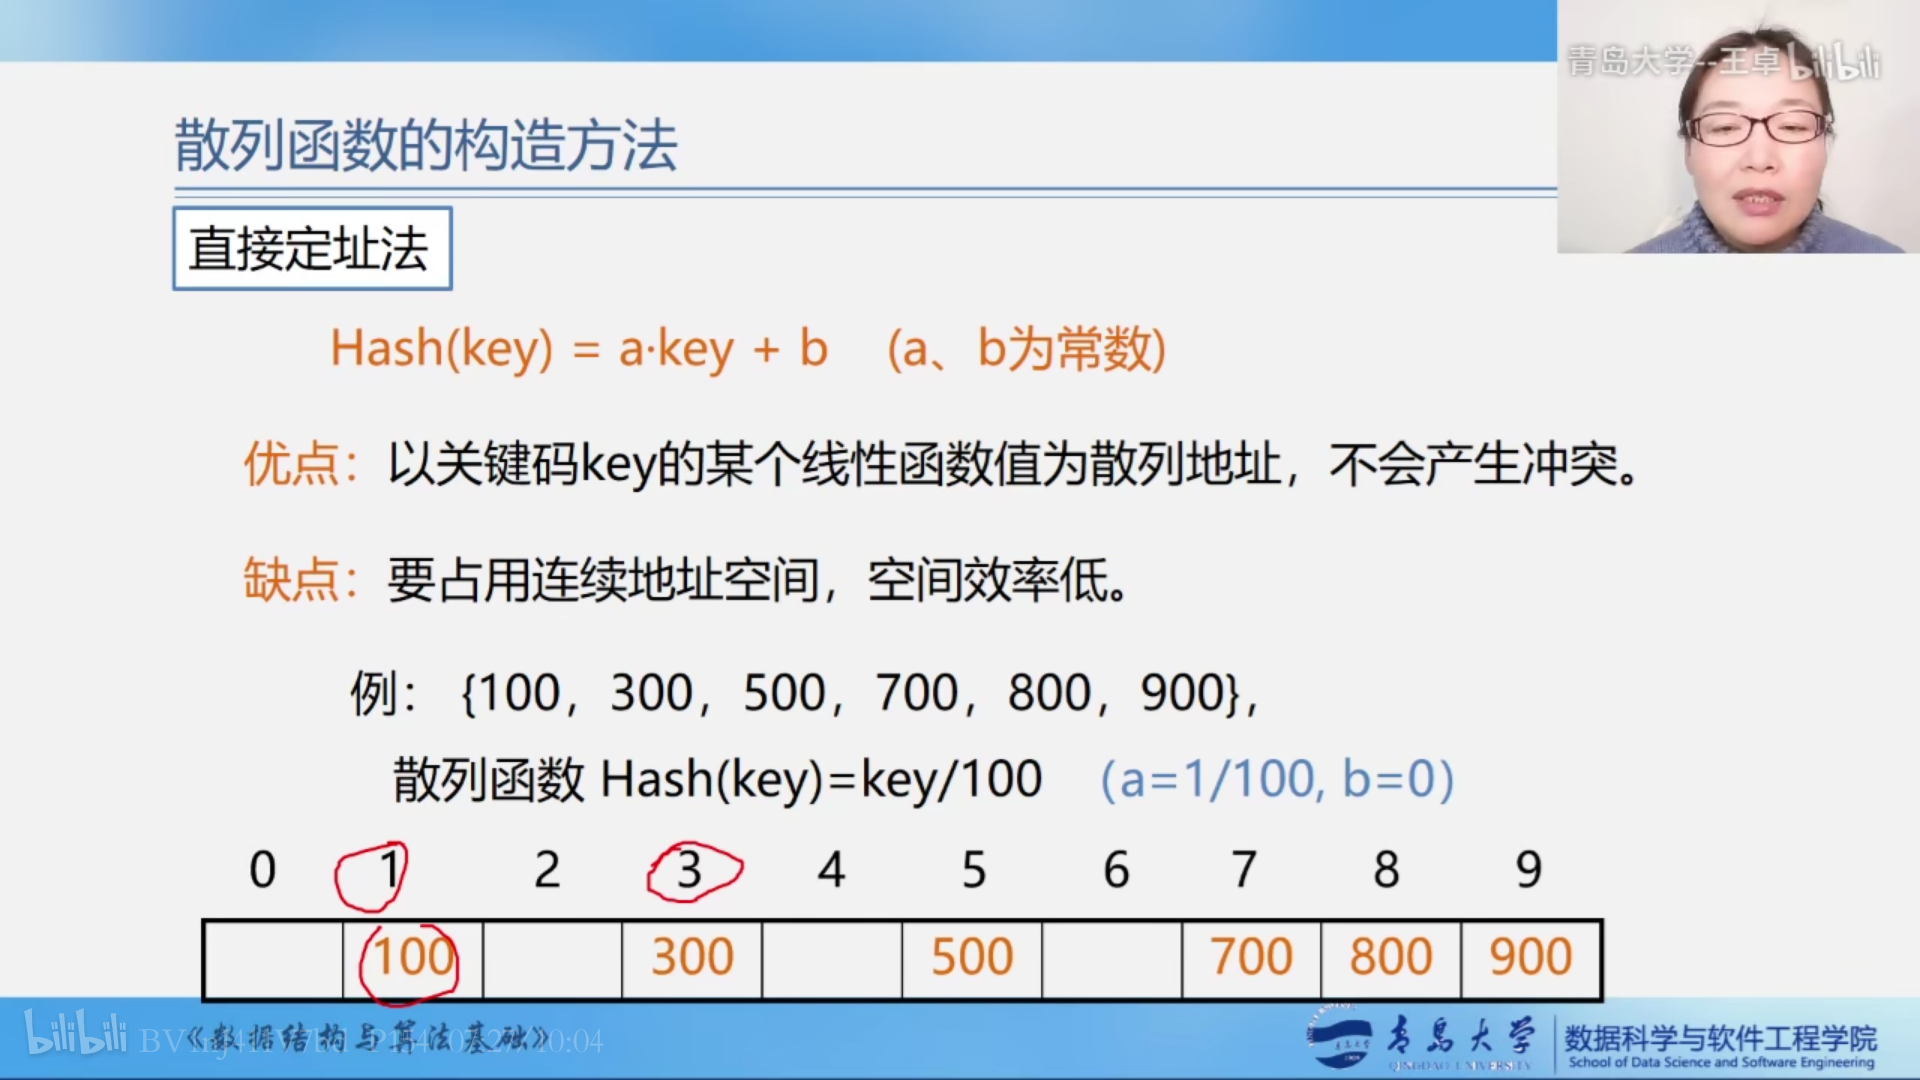 青岛大学--王卓 bilibili
散列函数的构造方法
直接定址法
Hash(key) = a·key + b (a、b为常数)
优点：以关键码key的某个线性函数值为散列地址，不会产生冲突。
缺点：要占用连续地址空间，空间效率低。
例： {100，300，500，700，800，900}，
散列函数 Hash(key)=key/100 （a=1/100, b=0）
0 1 2 3 4 5 6 7 8 9
100 300 500 700 800 900
bilibili 《数据结构与算法基础》
青岛大学 QINGDAO UNIVERSITY
数据科学与软件工程学院
School of Data Science and Software Engineering